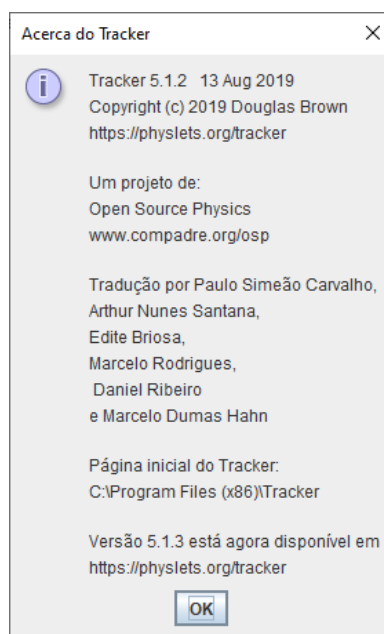 Acerca do Tracker
Tracker 5.1.2 13 Aug 2019
Copyright (c) 2019 Douglas Brown
https://physlets.org/tracker
Um projeto de:
Open Source Physics
www.compadre.org/osp
Tradução por Paulo Simeão Carvalho,
Arthur Nunes Santana,
Edite Briosa,
Marcelo Rodrigues,
Daniel Ribeiro
e Marcelo Dumas Hahn
Página inicial do Tracker:
C:\Program Files (x86)\Tracker
Versão 5.1.3 está agora disponível em
https://physlets.org/tracker
OK